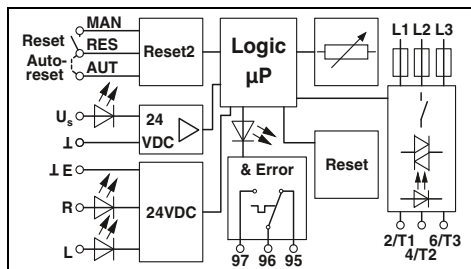 MAN
Reset
RES
Auto-
reset
AUT
Reset2
Logic
µP
L1 L2 L3
Us
24
VDC
⊥
⊥ E
R
L
24VDC
& Error
97 96 95
Reset
2/T1 6/T3
4/T2